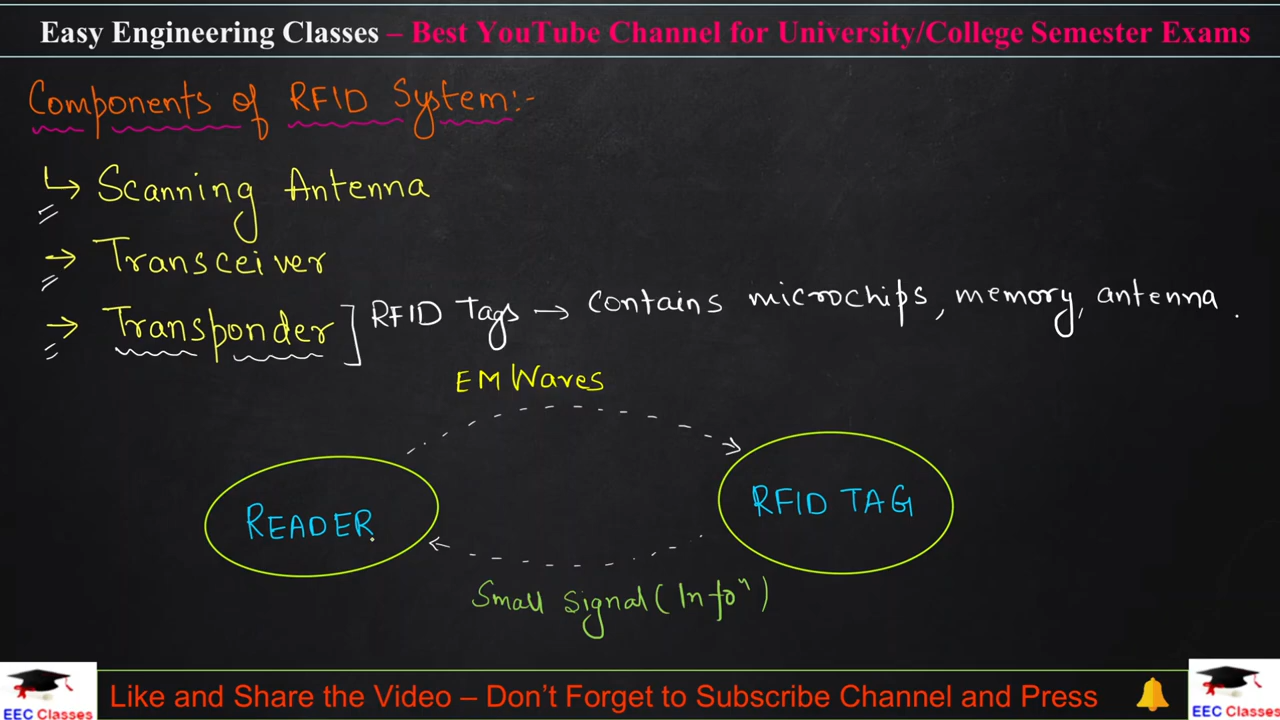 Easy Engineering Classes – Best YouTube Channel for University/College Semester Exams
Components of RFID System:-
↳ Scanning Antenna
→ Transceiver
→ Transponder] RFID Tags → contains microchips, memory, antenna.
EM Waves
READER
RFID TAG
Small Signal (Infoⁿ)
EEC Classes
Like and Share the Video – Don't Forget to Subscribe Channel and Press
EEC Classes